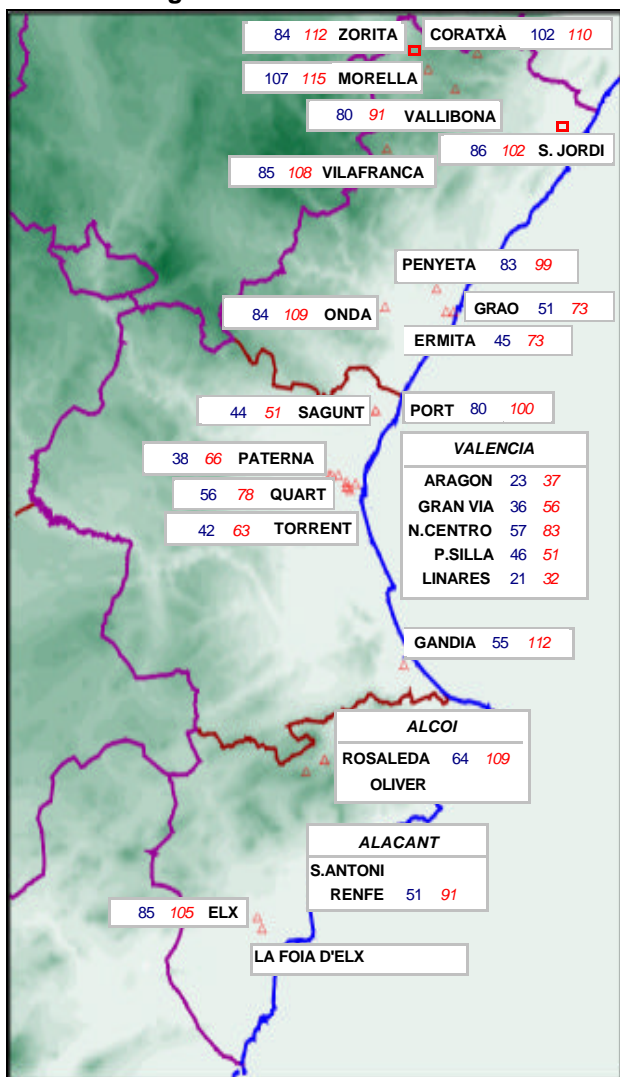 84 112 ZORITA
CORATXÀ 102 110
107 115 MORELLA
80 91 VALLIBONA
86 102 S. JORDI
85 108 VILAFRANCA
PENYETA 83 99
84 109 ONDA
GRAO 51 73
ERMITA 45 73
44 51 SAGUNT
PORT 80 100
VALENCIA
ARAGON 23 37
GRAN VIA 36 56
N.CENTRO 57 83
P.SILLA 46 51
LINARES 21 32
38 66 PATERNA
56 78 QUART
42 63 TORRENT
GANDIA 55 112
ALCOI
ROSALEDA 64 109
OLIVER
ALACANT
S.ANTONI
RENFE 51 91
85 105 ELX
LA FOIA D'ELX